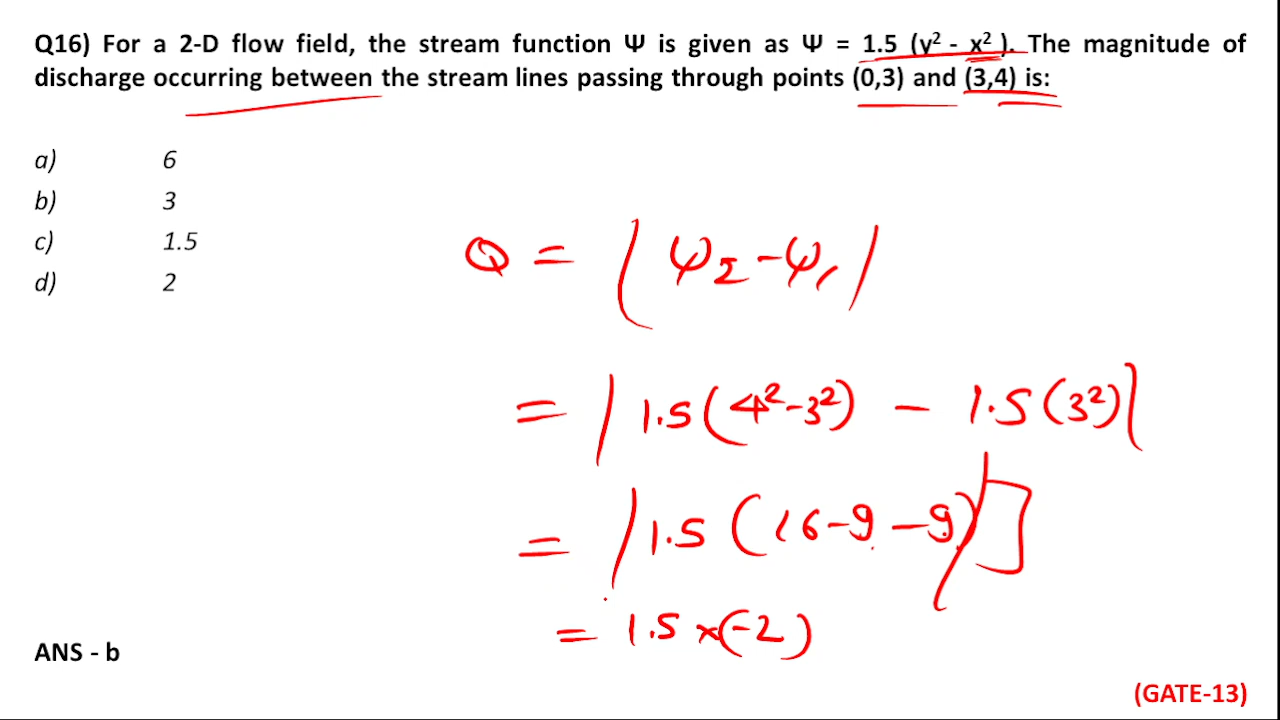 Q16) For a 2-D flow field, the stream function Ψ is given as Ψ = 1.5 (y² - x² ). The magnitude of
discharge occurring between the stream lines passing through points (0,3) and (3,4) is:
a) 6
b) 3
c) 1.5
d) 2
Q = | ψ₂ - ψ₁ |
= | 1.5 (4² - 3²) - 1.5 (3²) |
= | 1.5 (16 - 9 - 9) | ]
= 1.5 × (-2)
ANS - b
(GATE-13)